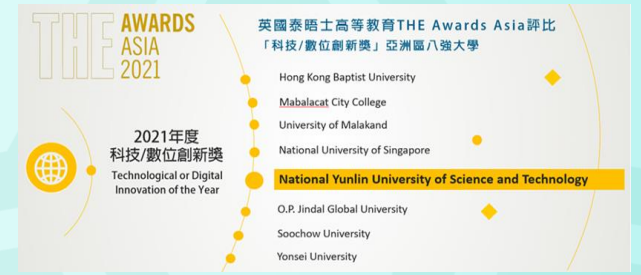 THE AWARDS
ASIA
2021
英國泰晤士高等教育THE Awards Asia評比
「科技/數位創新獎」亞洲區八強大學
2021年度
科技/數位創新獎
Technological or Digital
Innovation of the Year
Hong Kong Baptist University
Mabalacat City College
University of Malakand
National University of Singapore
National Yunlin University of Science and Technology
O.P. Jindal Global University
Soochow University
Yonsei University